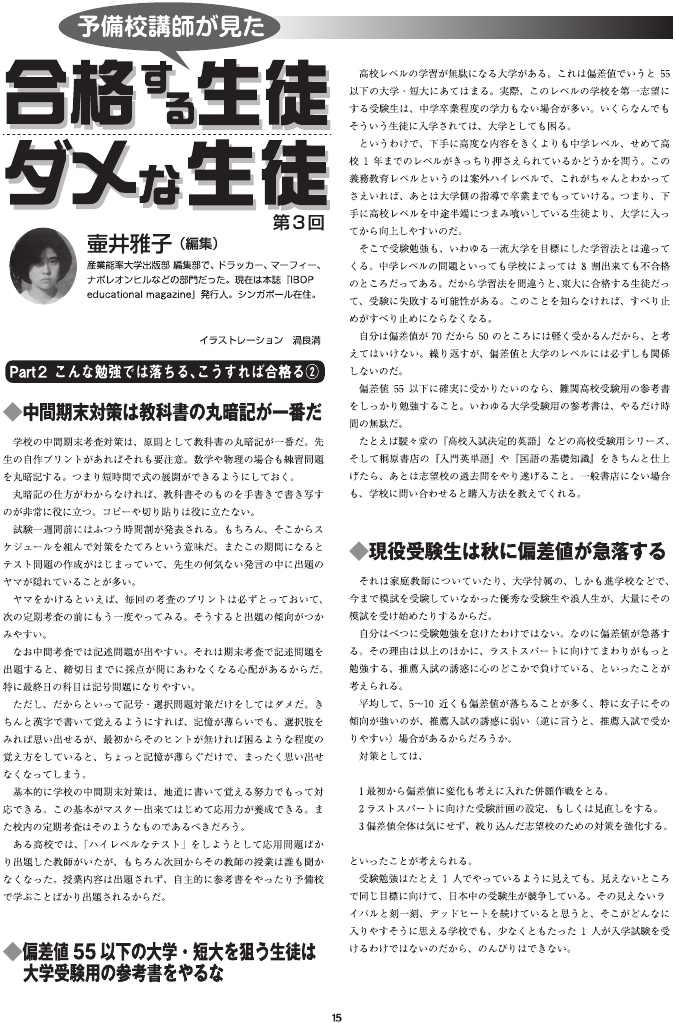 予備校講師が見た
合格する生徒
ダメな生徒
第3回
壷井雅子（編集）
産業能率大学出版部 編集部で、ドラッカー、マーフィー、
ナポレオンヒルなどの部門だった。現在は本誌「IBOP
educational magazine」発行人。シンガポール在住。
イラストレーション　潟良満
Part2 こんな勉強では落ちる、こうすれば合格る②
◆中間期末対策は教科書の丸暗記が一番だ
学校の中間期末考査対策は、原則として教科書の丸暗記が一番だ。先
生の自作プリントがあればそれも要注意。数学や物理の場合も練習問題
を丸暗記する。つまり短時間で式の展開ができるようにしておく。
丸暗記の仕方がわからなければ、教科書そのものを手書きで書き写す
のが非常に役に立つ。コピーや切り貼りは役に立たない。
試験一週間前にはふつう時間割が発表される。もちろん、そこからス
ケジュールを組んで対策をたてろという意味だ。またこの期間になると
テスト問題の作成がはじまっていて、先生の何気ない発言の中に出題の
ヤマが隠れていることが多い。
ヤマをかけるといえば、毎回の考査のプリントは必ずとっておいて、
次の定期考査の前にもう一度やってみる。そうすると出題の傾向がつか
みやすい。
なお中間考査では記述問題が出やすい。それは期末考査で記述問題を
出題すると、締切日までに採点が間にあわなくなる心配があるからだ。
特に最終日の科目は記号問題になりやすい。
ただし、だからといって記号・選択問題対策だけをしてはダメだ。き
ちんと漢字で書いて覚えるようにすれば、記憶が薄らいでも、選択肢を
みれば思い出せるが、最初からそのヒントが無ければ困るような程度の
覚え方をしていると、ちょっと記憶が薄らぐだけで、まったく思い出せ
なくなってしまう。
基本的に学校の中間期末対策は、地道に書いて覚える努力でもって対
応できる。この基本がマスター出来てはじめて応用力が養成できる。ま
た校内の定期考査はそのようなものであるべきだろう。
ある高校では、「ハイレベルなテスト」をしようとして応用問題ばか
り出題した教師がいたが、もちろん次回からその教師の授業は誰も聞か
なくなった。授業内容は出題されず、自主的に参考書をやったり予備校
で学ぶことばかり出題されるからだ。
◆偏差値 55 以下の大学・短大を狙う生徒は
大学受験用の参考書をやるな
高校レベルの学習が無駄になる大学がある。これは偏差値でいうと 55
以下の大学・短大にあてはまる。実際、このレベルの学校を第一志望に
する受験生は、中学卒業程度の学力もない場合が多い。いくらなんでも
そういう生徒に入学されては、大学としても困る。
というわけで、下手に高度な内容をきくよりも中学レベル、せめて高
校 1 年までのレベルがきっちり押さえられているかどうかを問う。この
義務教育レベルというのは案外ハイレベルで、これがちゃんとわかって
さえいれば、あとは大学側の指導で卒業までもっていける。つまり、下
手に高校レベルを中途半端につまみ喰いしている生徒より、大学に入っ
てから向上しやすいのだ。
そこで受験勉強も、いわゆる一流大学を目標にした学習法とは違って
くる。中学レベルの問題といっても学校によっては 8 割出来ても不合格
のところだってある。だから学習法を間違うと、東大に合格する生徒だっ
て、受験に失敗する可能性がある。このことを知らなければ、すべり止
めがすべり止めにならなくなる。
自分は偏差値が 70 だから 50 のところには軽く受かるんだから、と考
えてはいけない。繰り返すが、偏差値と大学のレベルには必ずしも関係
しないのだ。
偏差値 55 以下に確実に受かりたいのなら、難関高校受験用の参考書
をしっかり勉強すること。いわゆる大学受験用の参考書は、やるだけ時
間の無駄だ。
たとえば駸々堂の『高校入試決定的英語』などの高校受験用シリーズ、
そして桐原書店の『入門英単語』や『国語の基礎知識』をきちんと仕上
げたら、あとは志望校の過去問をやり遂げること。一般書店にない場合
も、学校に問い合わせると購入方法を教えてくれる。
◆現役受験生は秋に偏差値が急落する
それは家庭教師についていたり、大学付属の、しかも進学校などで、
今まで模試を受験していなかった優秀な受験生や浪人生が、大量にその
模試を受け始めたりするからだ。
自分はべつに受験勉強を怠けたわけではない。なのに偏差値が急落す
る。その理由は以上のほかに、ラストスパートに向けてまわりがもっと
勉強する、推薦入試の誘惑に心のどこかで負けている、といったことが
考えられる。
平均して、5〜10 近くも偏差値が落ちることが多く、特に女子にその
傾向が強いのが、推薦入試の誘惑に弱い（逆に言うと、推薦入試で受か
りやすい）場合があるからだろうか。
対策としては、
1 最初から偏差値に変化も考えに入れた併願作戦をとる。
2 ラストスパートに向けた受験計画の設定、もしくは見直しをする。
3 偏差値全体は気にせず、絞り込んだ志望校のための対策を強化する。
といったことが考えられる。
受験勉強はたとえ 1 人でやっているように見えても、見えないところ
で同じ目標に向けて、日本中の受験生が競争している。その見えないラ
イバルと刻一刻、デッドヒートを続けていると思うと、そこがどんなに
入りやすそうに思える学校でも、少なくともたった 1 人が入学試験を受
けるわけではないのだから、のんびりはできない。
15